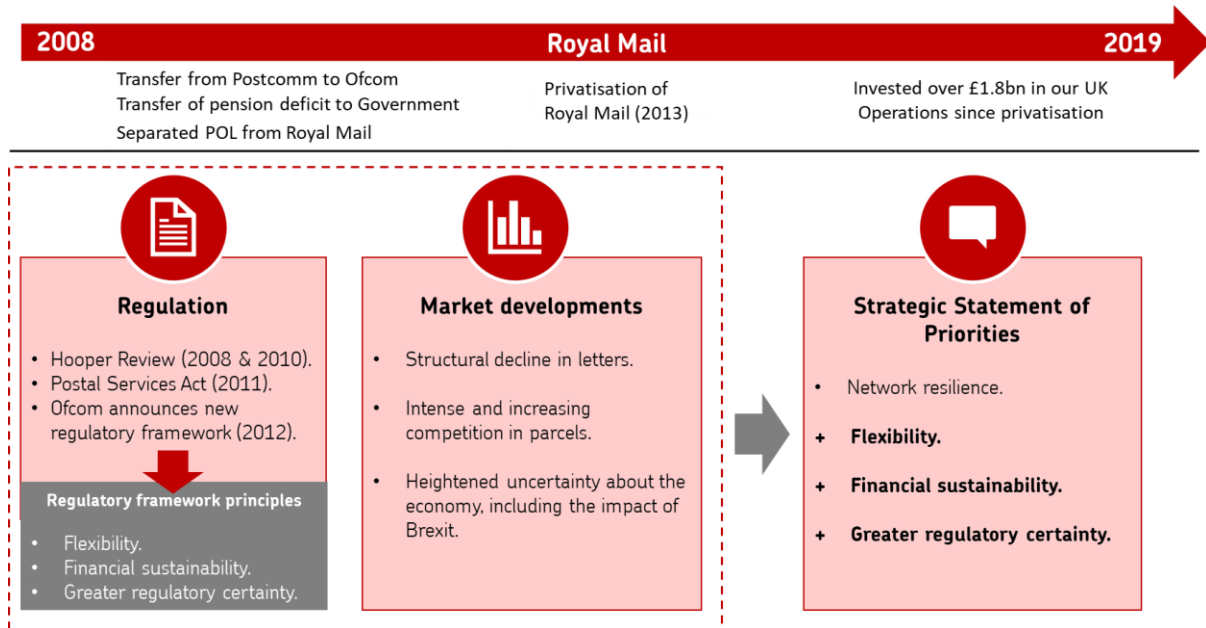 2008 Royal Mail 2019
Transfer from Postcomm to Ofcom
Transfer of pension deficit to Government
Separated POL from Royal Mail
Privatisation of
Royal Mail (2013)
Invested over £1.8bn in our UK
Operations since privatisation
Regulation
• Hooper Review (2008 & 2010).
• Postal Services Act (2011).
• Ofcom announces new
regulatory framework (2012).
Regulatory framework principles
• Flexibility.
• Financial sustainability.
• Greater regulatory certainty.
Market developments
• Structural decline in letters.
• Intense and increasing
competition in parcels.
• Heightened uncertainty about the
economy, including the impact of
Brexit.
Strategic Statement of
Priorities
• Network resilience.
+ Flexibility.
+ Financial sustainability.
+ Greater regulatory certainty.